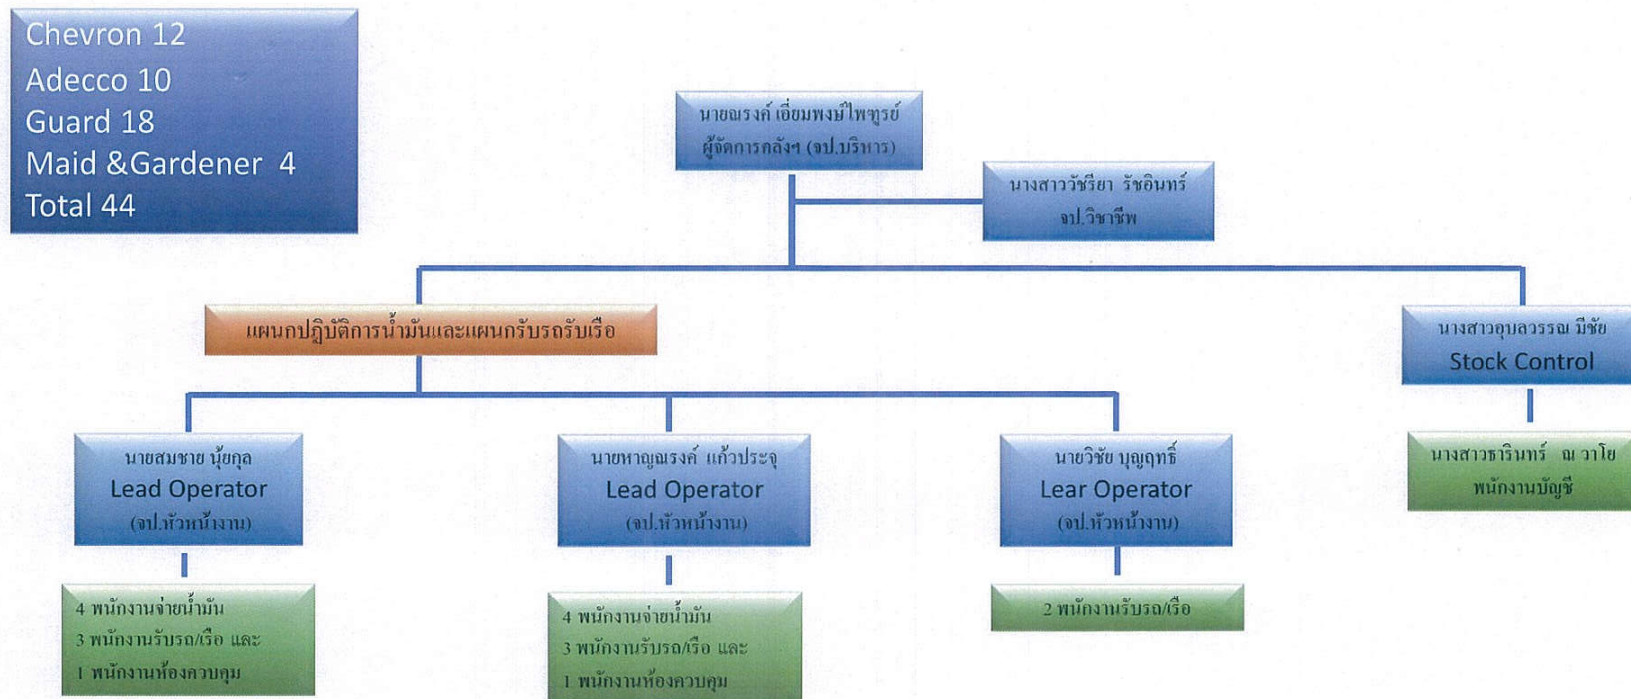 Chevron 12
Adecco 10
Guard 18
Maid &Gardener 4
Total 44
นายณรงค์ เอี่ยมพงษ์ไพฑูรย์
ผู้จัดการคลังฯ (จป.บริหาร)
นางสาววัชรียา รัชอินทร์
จป.วิชาชีพ
แผนกปฏิบัติการน้ำมันและแผนกรับรถรับเรือ
นางสาวอุบลวรรณ มีชัย
Stock Control
นายสมชาย นุ้ยกุล
Lead Operator
(จป.หัวหน้างาน)
นายหาญณรงค์ แก้วประจุ
Lead Operator
(จป.หัวหน้างาน)
นายวิชัย บุญฤทธิ์
Lear Operator
(จป.หัวหน้างาน)
นางสาวธารินทร์ ณ วาโย
พนักงานบัญชี
4 พนักงานจ่ายน้ำมัน
3 พนักงานรับรถ/เรือ และ
1 พนักงานห้องควบคุม
4 พนักงานจ่ายน้ำมัน
3 พนักงานรับรถ/เรือ และ
1 พนักงานห้องควบคุม
2 พนักงานรับรถ/เรือ